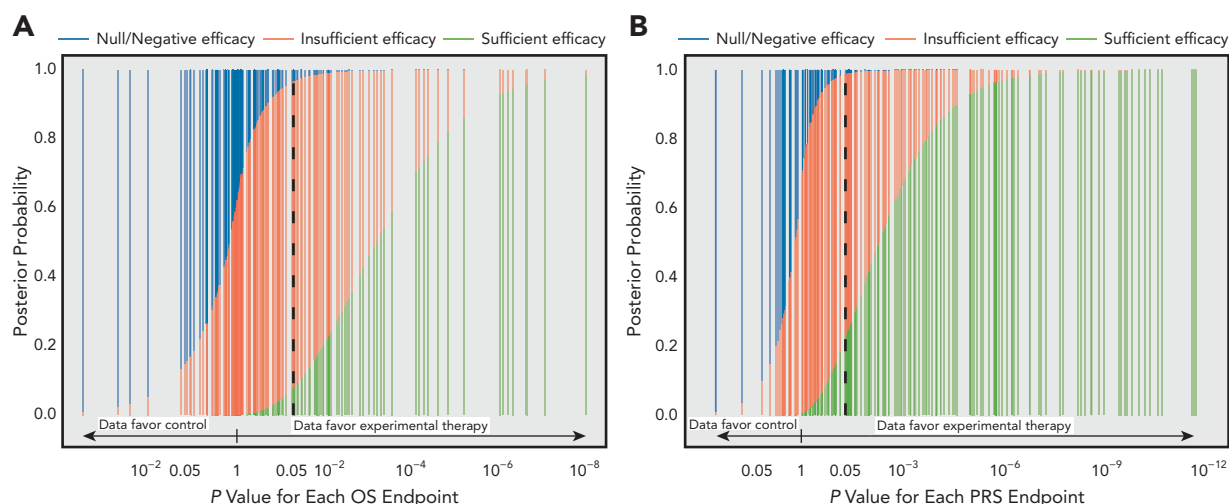 A
Null/Negative efficacy Insufficient efficacy Sufficient efficacy
Posterior Probability
1.0
0.8
0.6
0.4
0.2
0.0
Data favor control Data favor experimental therapy
10⁻² 0.05 1 0.05 10⁻² 10⁻⁴ 10⁻⁶ 10⁻⁸
P Value for Each OS Endpoint
B
Null/Negative efficacy Insufficient efficacy Sufficient efficacy
Posterior Probability
1.0
0.8
0.6
0.4
0.2
0.0
Data favor control Data favor experimental therapy
0.05 1 0.05 10⁻³ 10⁻⁶ 10⁻⁹ 10⁻¹²
P Value for Each PRS Endpoint